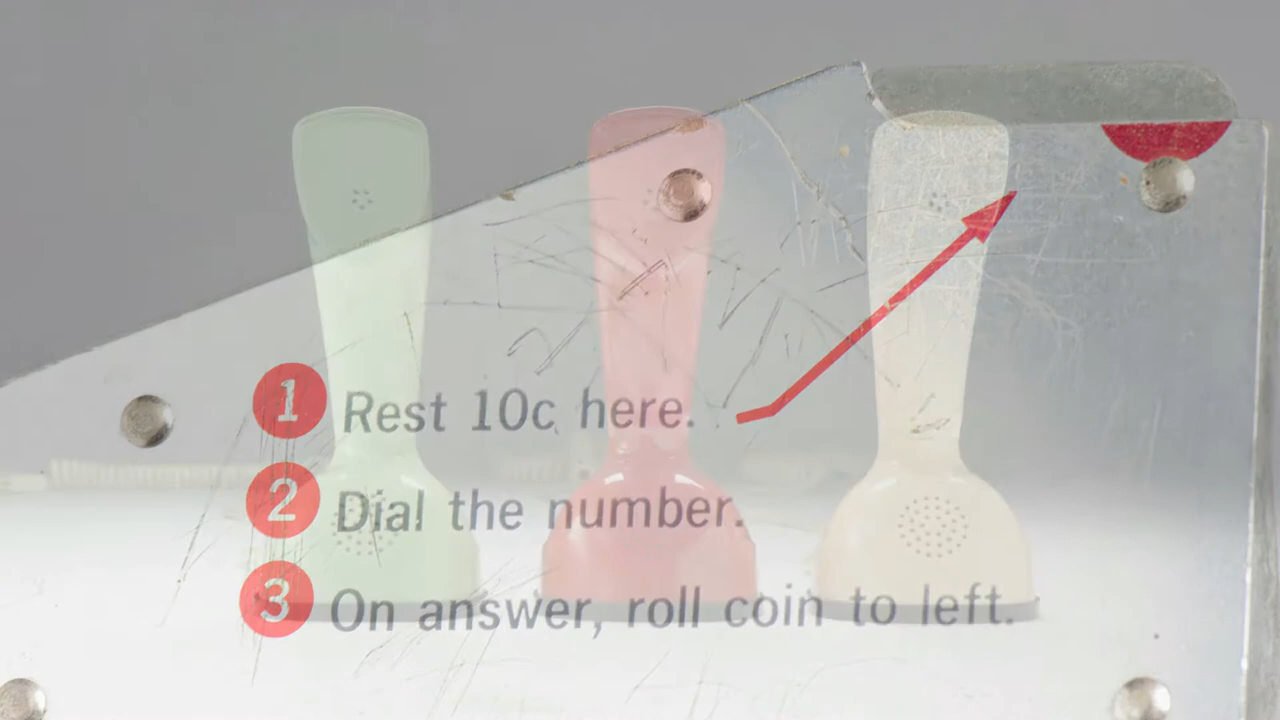 1 Rest 10c here.
2 Dial the number.
3 On answer, roll coin to left.